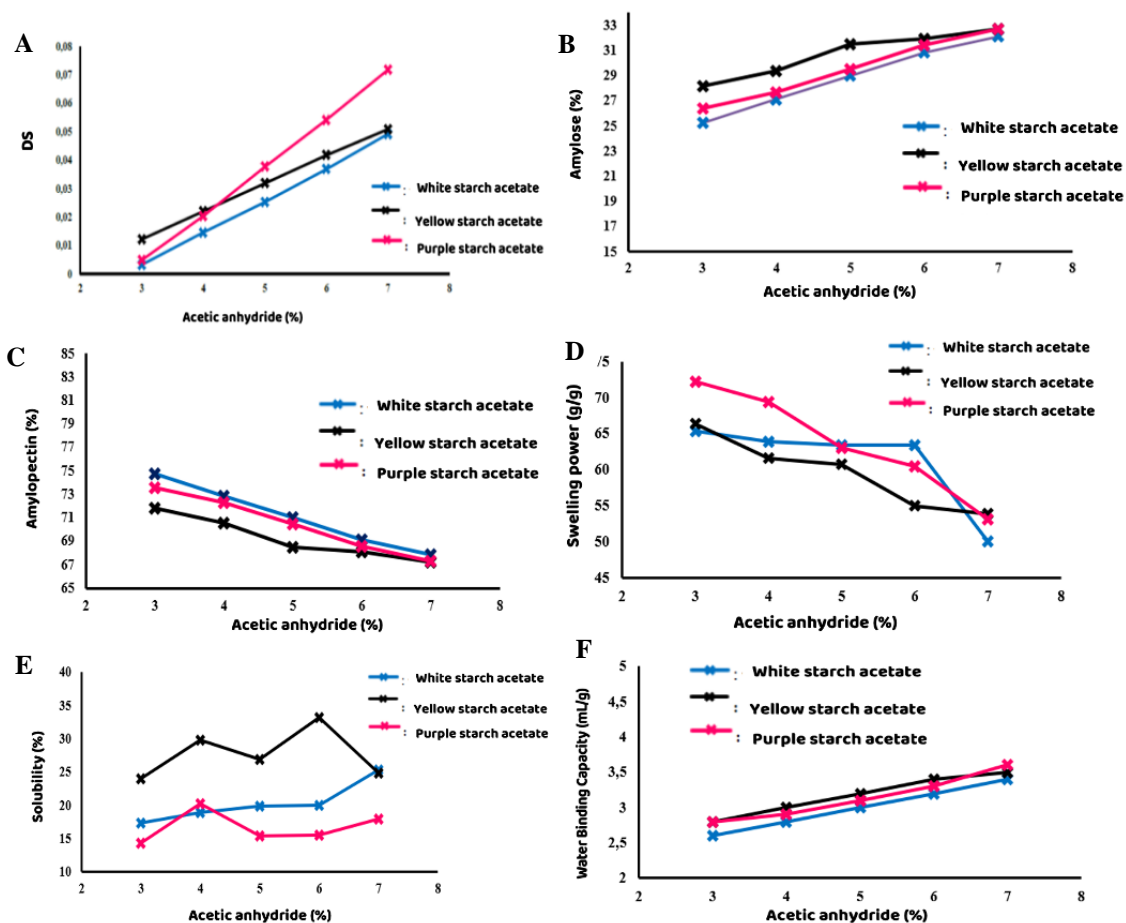 A
0,08
0,07
0,06
0,05
0,04
0,03
0,02
0,01
0
DS
2 3 4 5 6 7 8
Acetic anhydride (%)
: White starch acetate
: Yellow starch acetate
: Purple starch acetate
B
33
31
29
27
25
23
21
19
17
15
Amylose (%)
2 3 4 5 6 7 8
Acetic anhydride (%)
: White starch acetate
: Yellow starch acetate
: Purple starch acetate
C
85
83
81
79
77
75
73
71
69
67
65
Amylopectin (%)
2 3 4 5 6 7 8
Acetic anhydride (%)
: White starch acetate
: Yellow starch acetate
: Purple starch acetate
D
/5
70
65
60
55
50
45
Swelling power (g/g)
2 3 4 5 6 7 8
Acetic anhydride (%)
: White starch acetate
: Yellow starch acetate
: Purple starch acetate
E
40
35
30
25
20
15
10
Solubility (%)
2 3 4 5 6 7 8
Acetic anhydride (%)
: White starch acetate
: Yellow starch acetate
: Purple starch acetate
F
5
4,5
4
3,5
3
2,5
2
Water Binding Capacity (mL/g)
2 3 4 5 6 7 8
Acetic anhydride (%)
: White starch acetate
: Yellow starch acetate
: Purple starch acetate